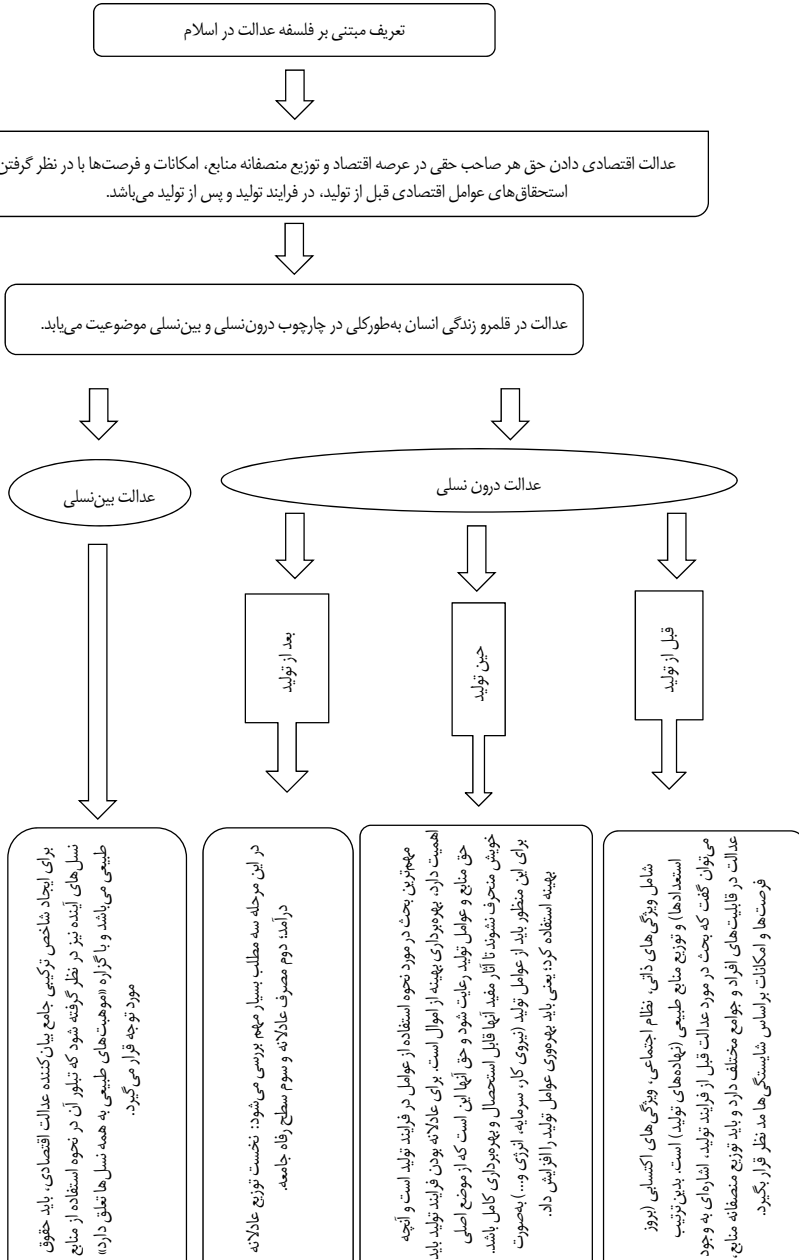 تعریف مبتنی بر فلسفه عدالت در اسلام
عدالت اقتصادی دادن حق هر صاحب حقی در عرصه اقتصاد و توزیع منصفانه منابع، امکانات و فرصت‌ها با در نظر گرفتن
استحقاق‌های عوامل اقتصادی قبل از تولید، در فرایند تولید و پس از تولید می‌باشد.
عدالت در قلمرو زندگی انسان به‌طورکلی در چارچوب درون‌نسلی و بین‌نسلی موضوعیت می‌یابد.
عدالت درون نسلی
عدالت بین‌نسلی
قبل از تولید
حین تولید
بعد از تولید
شامل ویژگی‌های ذاتی، نظام اجتماعی، ویژگی‌های اکتسابی (بروز
استعدادها) و توزیع منابع طبیعی (نهاده‌های تولید) است. بدین‌ترتیب
می‌توان گفت که بحث در مورد عدالت قبل از فرایند تولید، اشاره‌ای به وجود
عدالت در قابلیت‌های افراد و جوامع مختلف دارد و باید توزیع منصفانه منابع،
فرصت‌ها و امکانات براساس شایستگی‌ها مد نظر قرار بگیرد.
مهم‌ترین بحث در مورد نحوه استفاده از عوامل در فرایند تولید است و آنچه
اهمیت دارد، بهره‌برداری بهینه از اموال است. برای عادلانه بودن فرایند تولید باید
حق منابع و عوامل تولید رعایت شود و حق آنها این است که از موضع اصلی
خویش منحرف نشوند تا آثار مفید آنها قابل استحصال و بهره‌برداری کامل باشد.
برای این منظور باید از عوامل تولید (نیروی کار، سرمایه، انرژی و...) به‌صورت
بهینه استفاده کرد؛ یعنی باید بهره‌وری عوامل تولید را افزایش داد.
در این مرحله سه مطلب بسیار مهم بررسی می‌شود: نخست توزیع عادلانه
درآمد؛ دوم مصرف عادلانه و سوم سطح رفاه جامعه.
برای ایجاد شاخص ترکیبی جامع بیان‌کننده عدالت اقتصادی، باید حقوق
نسل‌های آینده نیز در نظر گرفته شود که تبلور آن در نحوه استفاده از منابع
طبیعی می‌باشد و با گزاره «موهبت‌های طبیعی به همه نسل‌ها تعلق دارد»
مورد توجه قرار می‌گیرد.